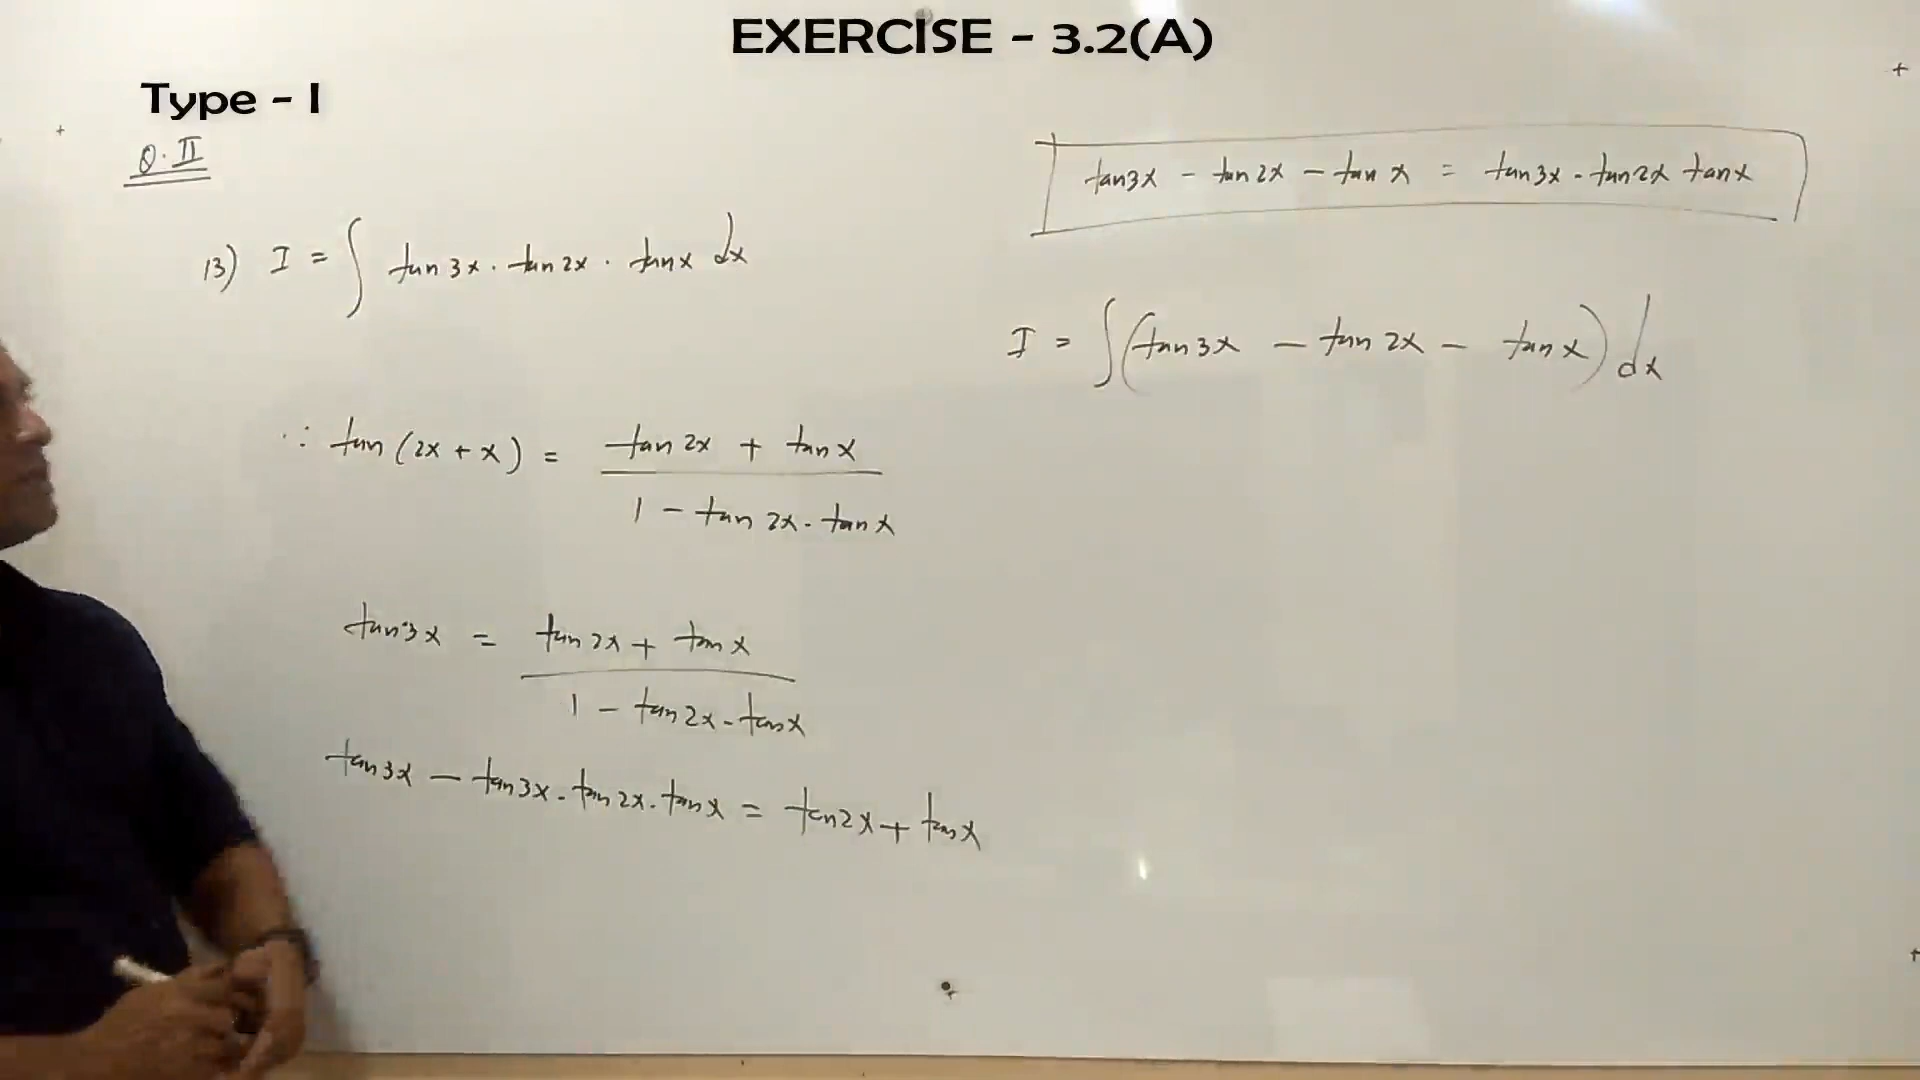 EXERCISE - 3.2(A)
Type - I
Q. II
13) I = ∫ tan 3x · tan 2x · tan x dx
∵ tan (2x + x) = tan 2x + tan x / 1 - tan 2x · tan x
tan 3x = tan 2x + tan x / 1 - tan 2x · tan x
tan 3x - tan 3x · tan 2x · tan x = tan 2x + tan x
tan 3x - tan 2x - tan x = tan 3x · tan 2x tan x
I = ∫ (tan 3x - tan 2x - tan x) dx